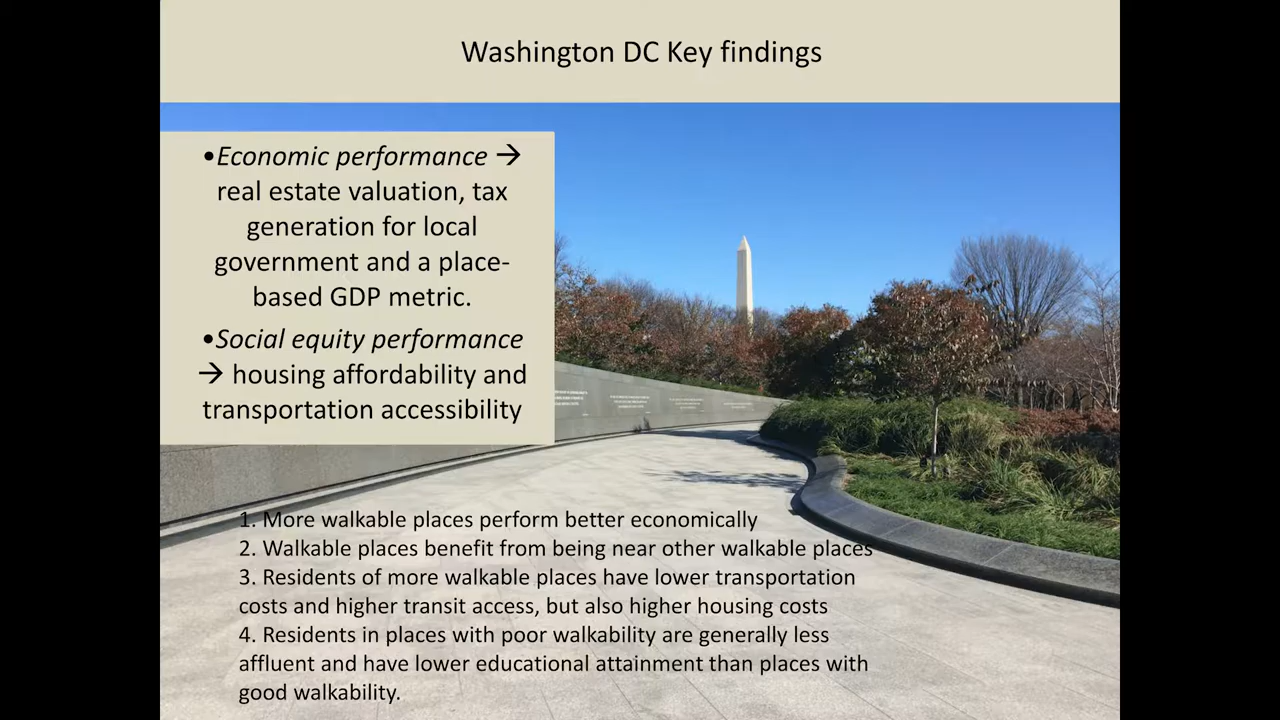 Washington DC Key findings
•Economic performance →
real estate valuation, tax
generation for local
government and a place-
based GDP metric.
•Social equity performance
→ housing affordability and
transportation accessibility
1. More walkable places perform better economically
2. Walkable places benefit from being near other walkable places
3. Residents of more walkable places have lower transportation
costs and higher transit access, but also higher housing costs
4. Residents in places with poor walkability are generally less
affluent and have lower educational attainment than places with
good walkability.